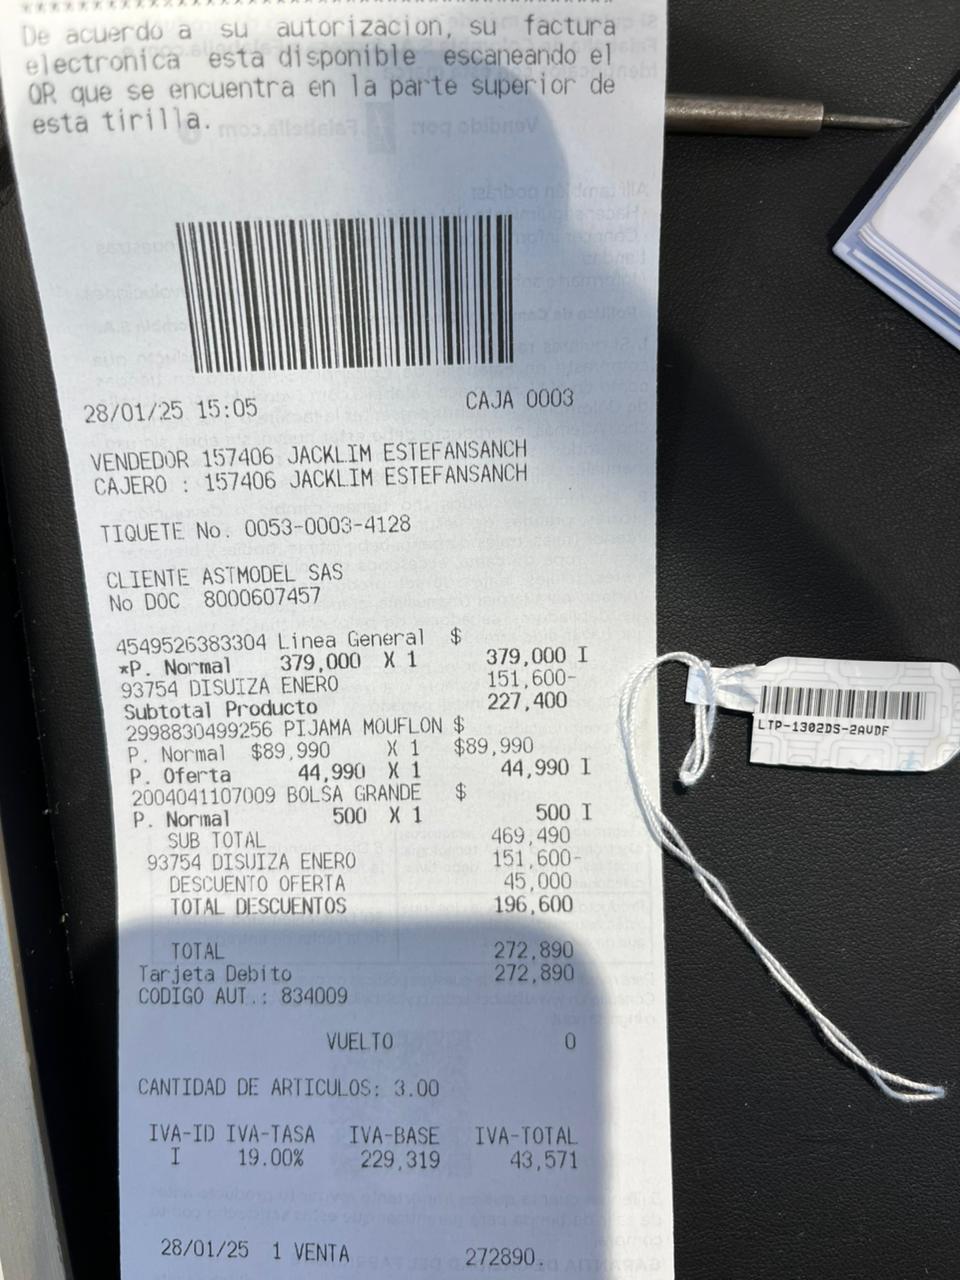 De acuerdo a su autorizacion, su factura
electronica esta disponible escaneando el
QR que se encuentra en la parte superior de
esta tirilla.
28/01/25 15:05 CAJA 0003
VENDEDOR 157406 JACKLIM ESTEFANSANCH
CAJERO : 157406 JACKLIM ESTEFANSANCH
TIQUETE No. 0053-0003-4128
CLIENTE ASTMODEL SAS
No DOC 8000607457
4549526383304 Linea General $
*P. Normal 379,000 X 1 379,000 I
93754 DISUIZA ENERO 151,600-
Subtotal Producto 227,400
2998830499256 PIJAMA MOUFLON $
P. Normal $89,990 X 1 $89,990
P. Oferta 44,990 X 1 44,990 I
2004041107009 BOLSA GRANDE $
P. Normal 500 X 1 500 I
SUB TOTAL 469,490
93754 DISUIZA ENERO 151,600-
DESCUENTO OFERTA 45,000
TOTAL DESCUENTOS 196,600
TOTAL 272,890
Tarjeta Debito 272,890
CODIGO AUT.: 834009
VUELTO 0
CANTIDAD DE ARTICULOS: 3.00
IVA-ID IVA-TASA IVA-BASE IVA-TOTAL
I 19.00% 229,319 43,571
28/01/25 1 VENTA 272890.
LTP-1302DS-2AVDF